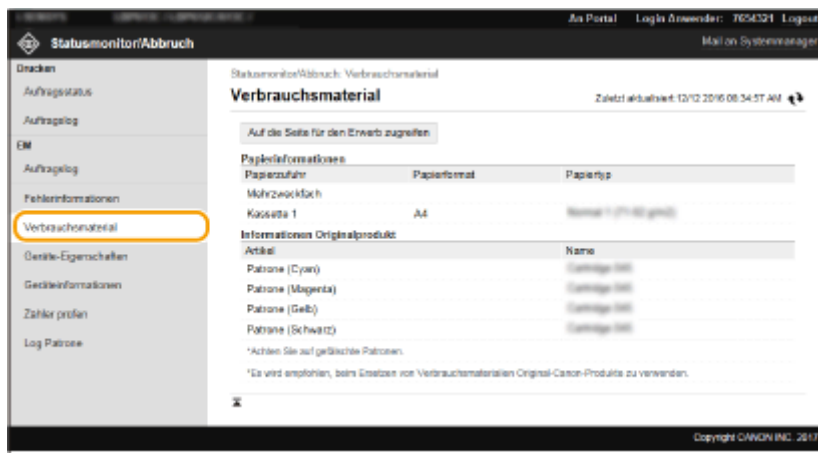 An Portal Login Anwender: 7654321 Logout
Statusmonitor/Abbruch Mail an Systemmanager
Drucken
Auftragsstatus
Auftragslog
EM
Auftragslog
Fehlerinformationen
Verbrauchsmaterial
Geräte-Eigenschaften
Geräteinformationen
Zähler prüfen
Log Patrone
Statusmonitor/Abbruch: Verbrauchsmaterial
Verbrauchsmaterial
Zuletzt aktualisiert: 12/12 2016 08:34:57 AM
Auf die Seite für den Erwerb zugreifen
Papierinformationen
Papierzufuhr Papierformat Papiertyp
Mehrzweckfach
Kassette 1 A4
Informationen Originalprodukt
Artikel Name
Patrone (Cyan)
Patrone (Magenta)
Patrone (Gelb)
Patrone (Schwarz)
*Achten Sie auf gefälschte Patronen.
*Es wird empfohlen, beim Ersetzen von Verbrauchsmaterialien Original-Canon-Produkte zu verwenden.
Copyright CANON INC. 2017